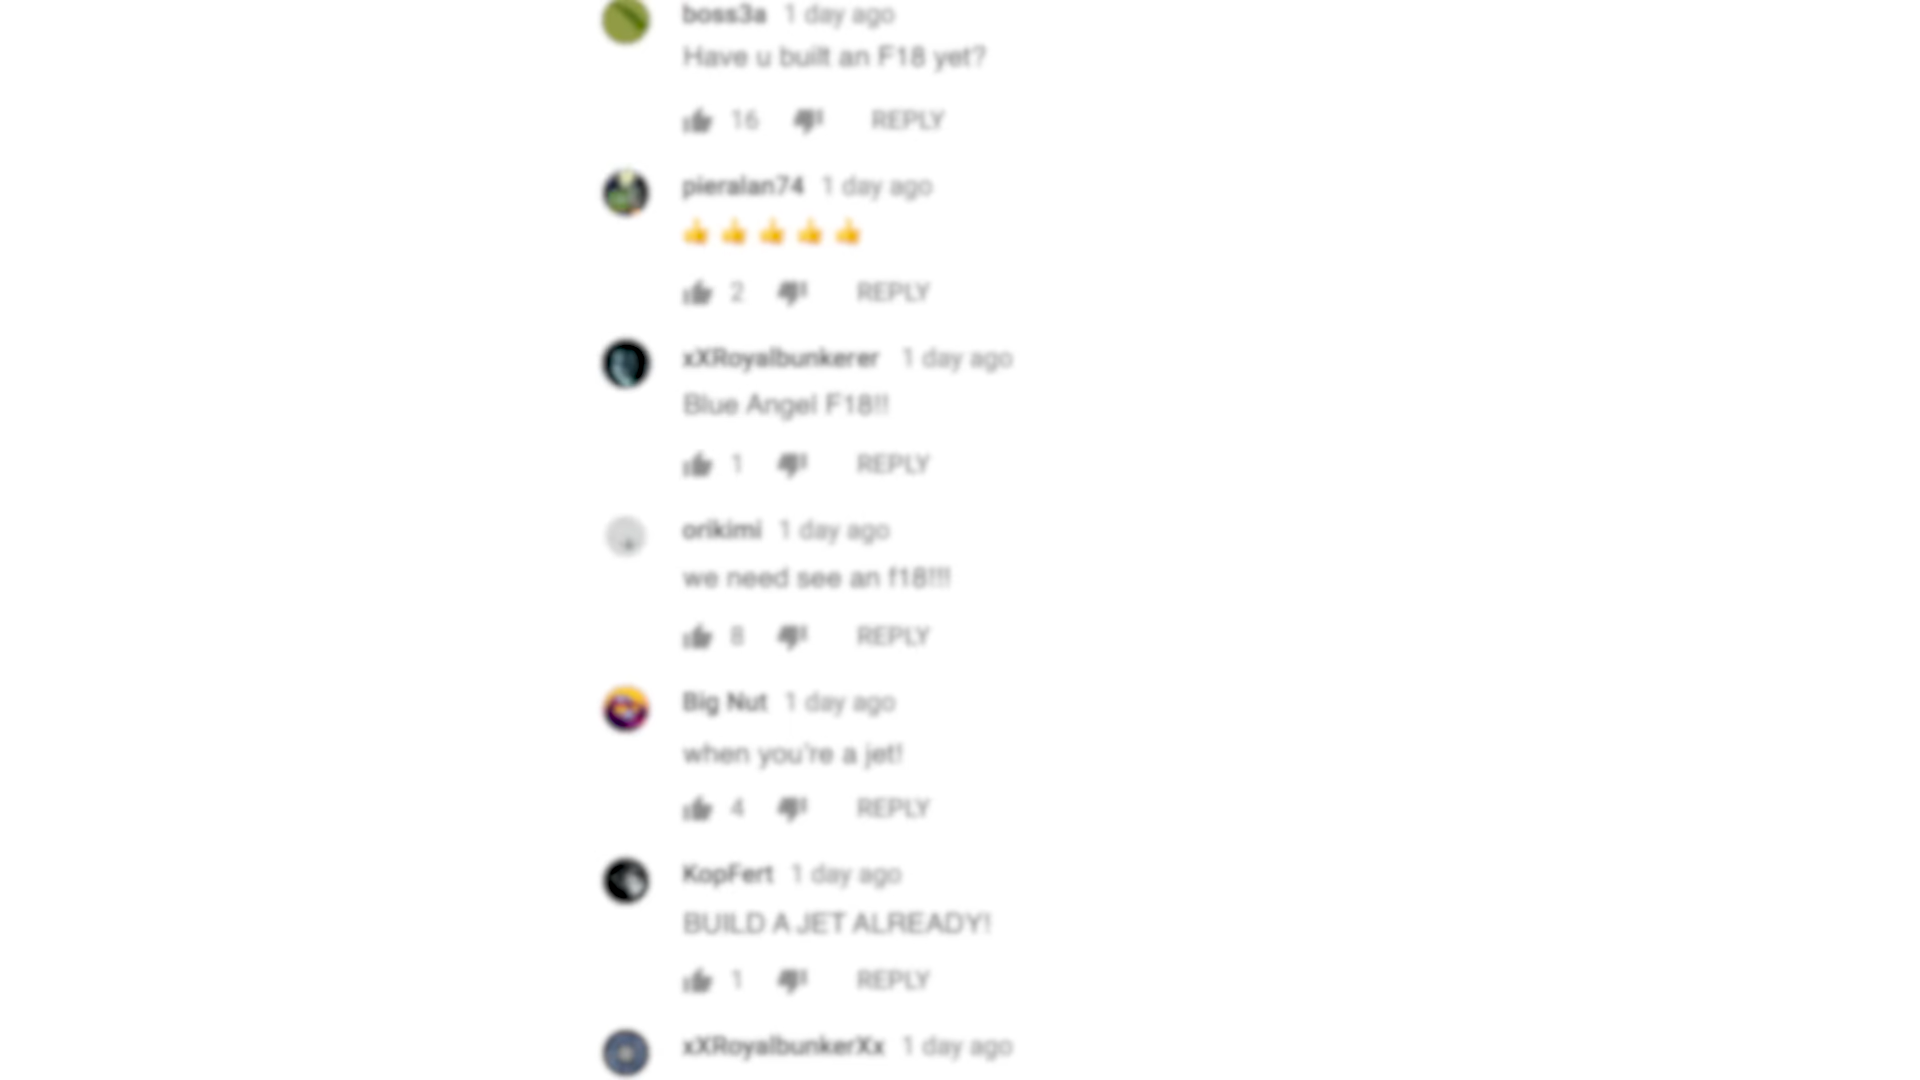 boss3a 1 day ago
Have u built an F18 yet?
16 REPLY
pieralan74 1 day ago
👍 👍 👍 👍 👍
2 REPLY
xXRoyalbunkerer 1 day ago
Blue Angel F18!!
1 REPLY
orikimi 1 day ago
we need see an f18!!!
8 REPLY
Big Nut 1 day ago
when you're a jet!
4 REPLY
KopFert 1 day ago
BUILD A JET ALREADY!
1 REPLY
xXRoyalbunkerXx 1 day ago